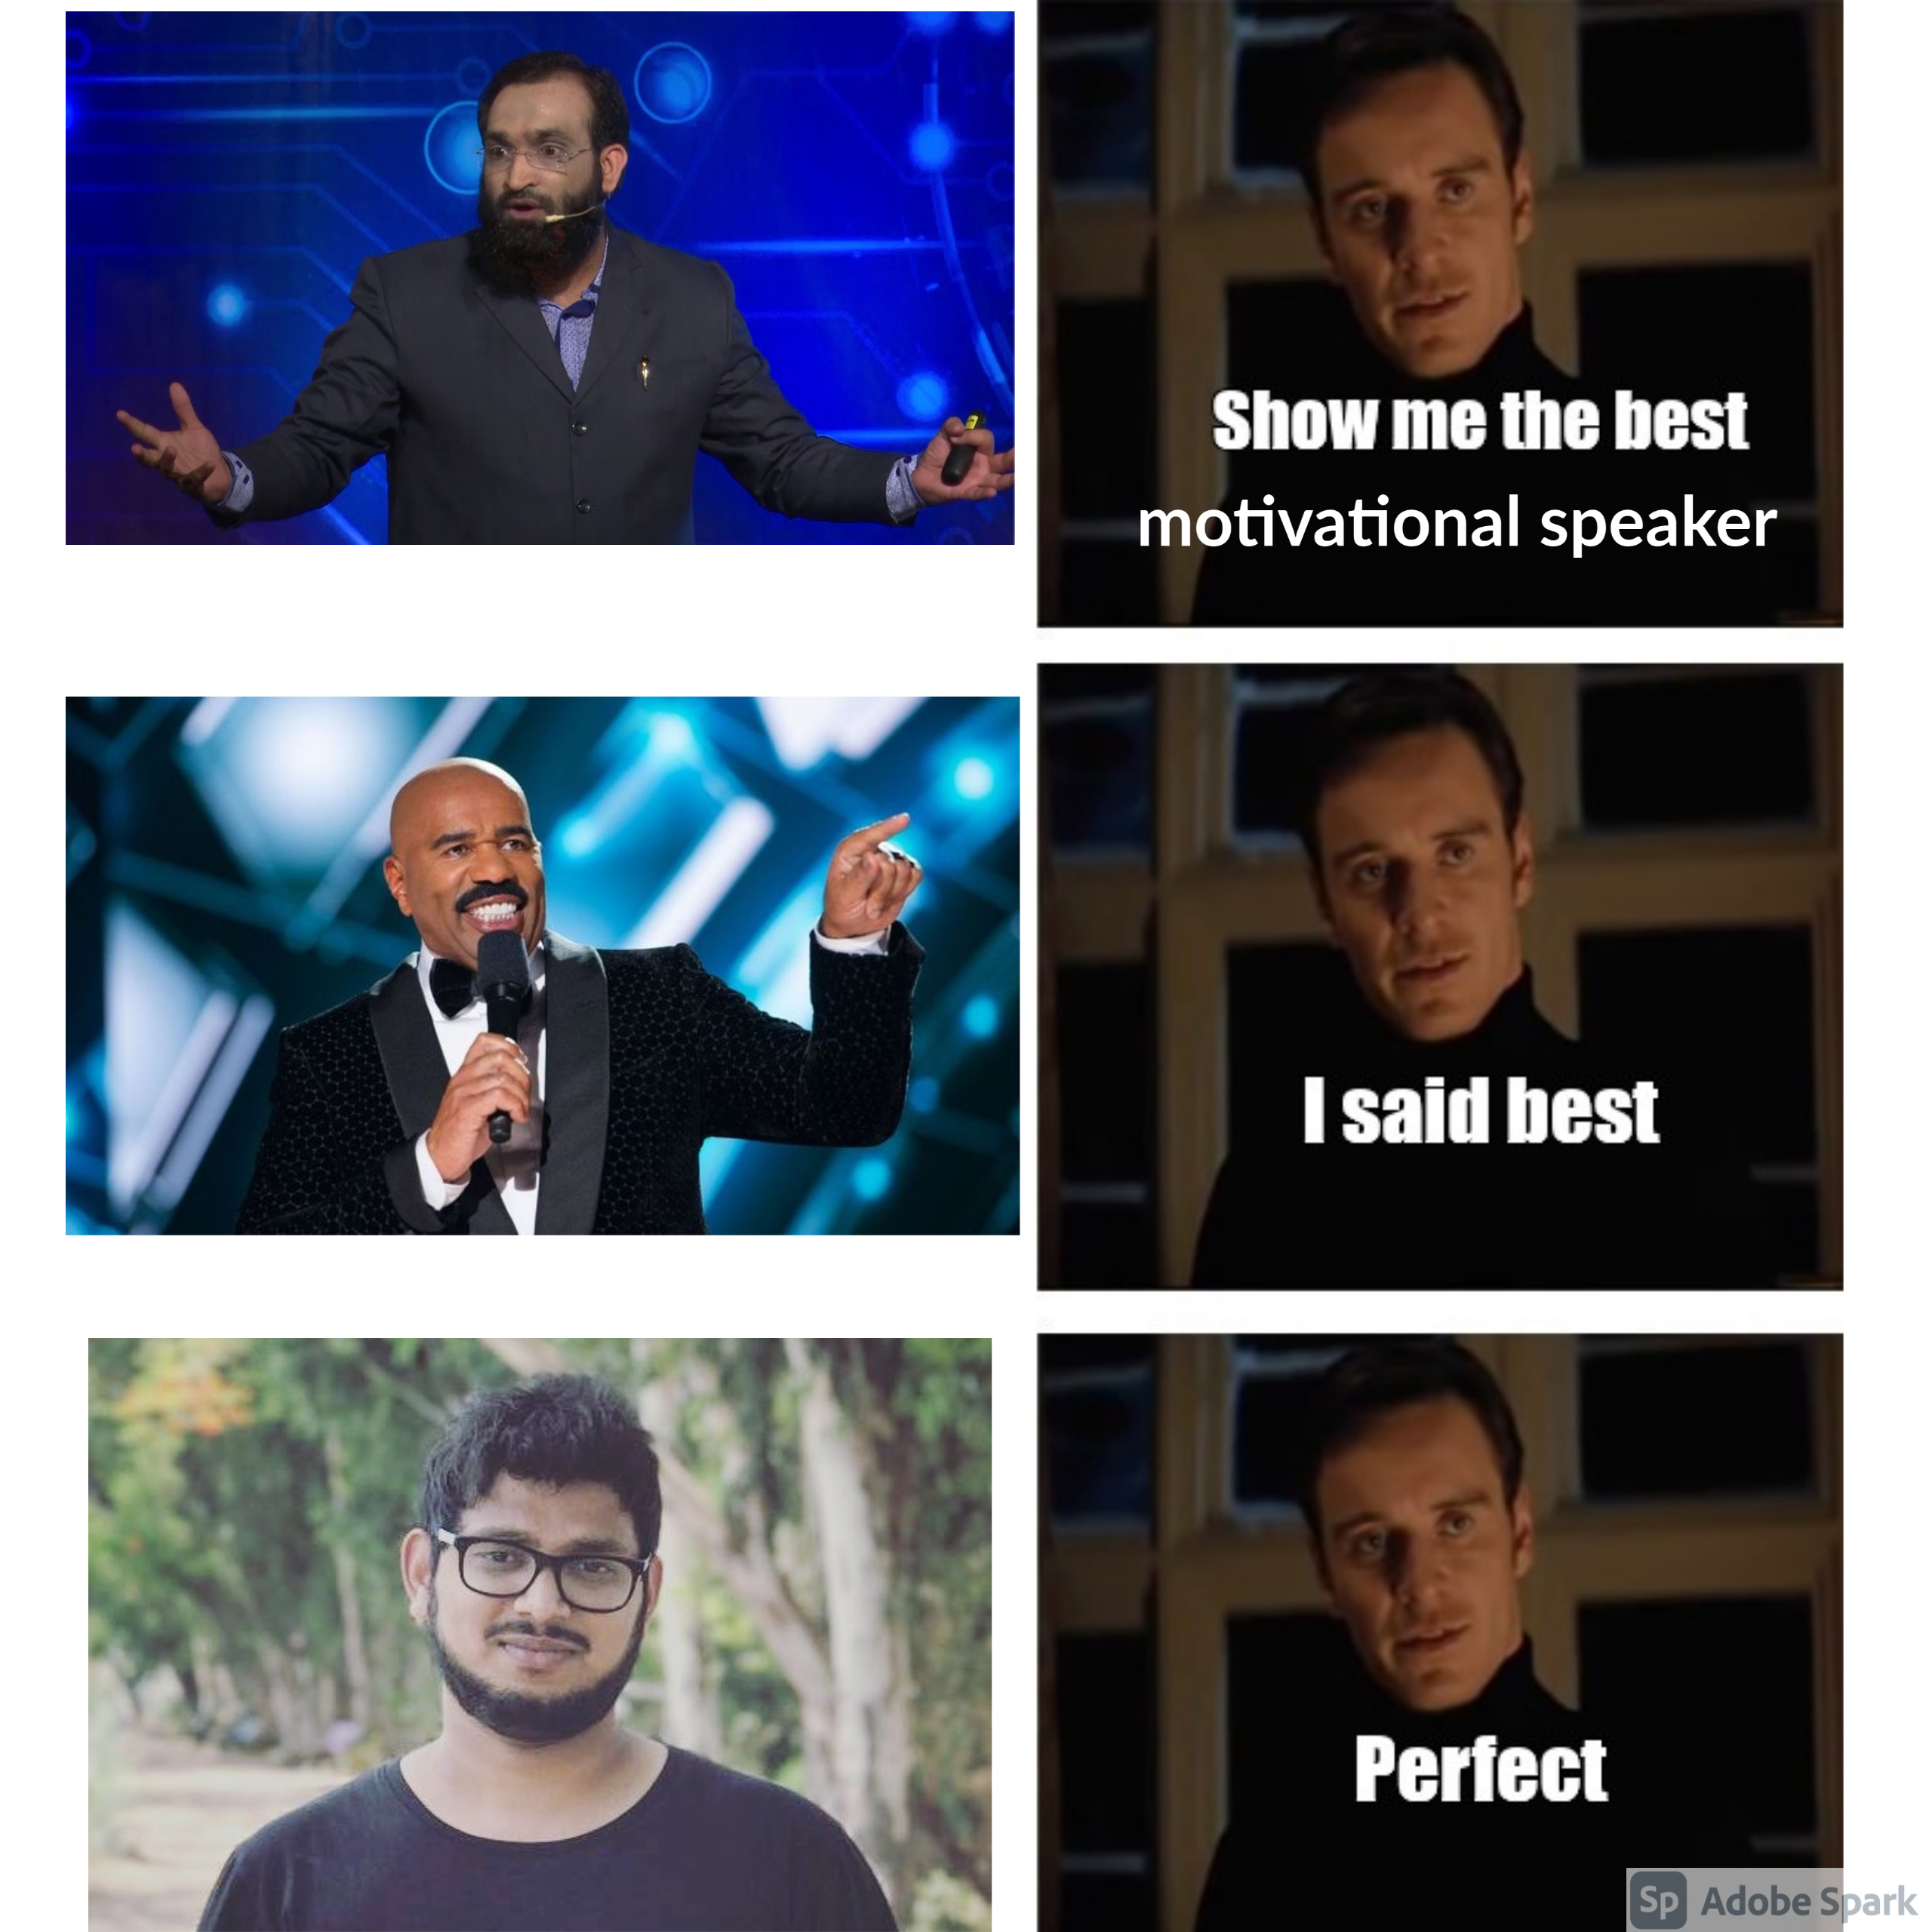 Show me the best
motivational speaker
I said best
Perfect
Sp Adobe Spark